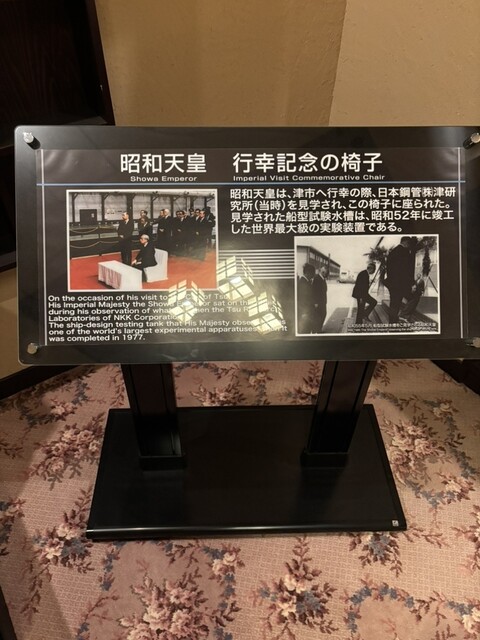 昭和天皇 行幸記念の椅子
Showa Emperor Imperial Visit Commemorative Chair
昭和天皇は、津市へ行幸の際、日本鋼管㈱津研
究所(当時)を見学され、この椅子に座られた。
見学された船型試験水槽は、昭和52年に竣工
した世界最大級の実験装置である。
On the occasion of his visit to of Tsu
His Imperial Majesty the Showa sat on
during his observation of the Tsu
Laboratories of NKK Corporation
The ship-design testing tank that His Majesty
one of the world's largest experimental apparatuses
was completed in 1977.